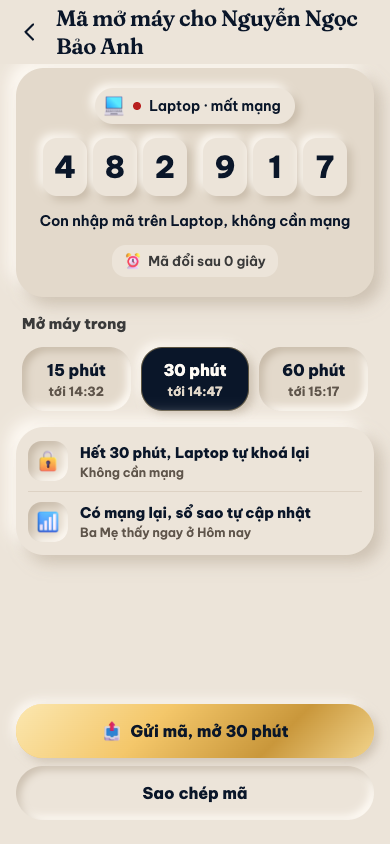 Mã mở máy cho Nguyễn Ngọc
Bảo Anh
Laptop · mất mạng
4 8 2 9 1 7
Con nhập mã trên Laptop, không cần mạng
Mã đổi sau 0 giây
Mở máy trong
15 phút 30 phút 60 phút
tới 14:32 tới 14:47 tới 15:17
Hết 30 phút, Laptop tự khoá lại
Không cần mạng
Có mạng lại, sổ sao tự cập nhật
Ba Mẹ thấy ngay ở Hôm nay
Gửi mã, mở 30 phút
Sao chép mã